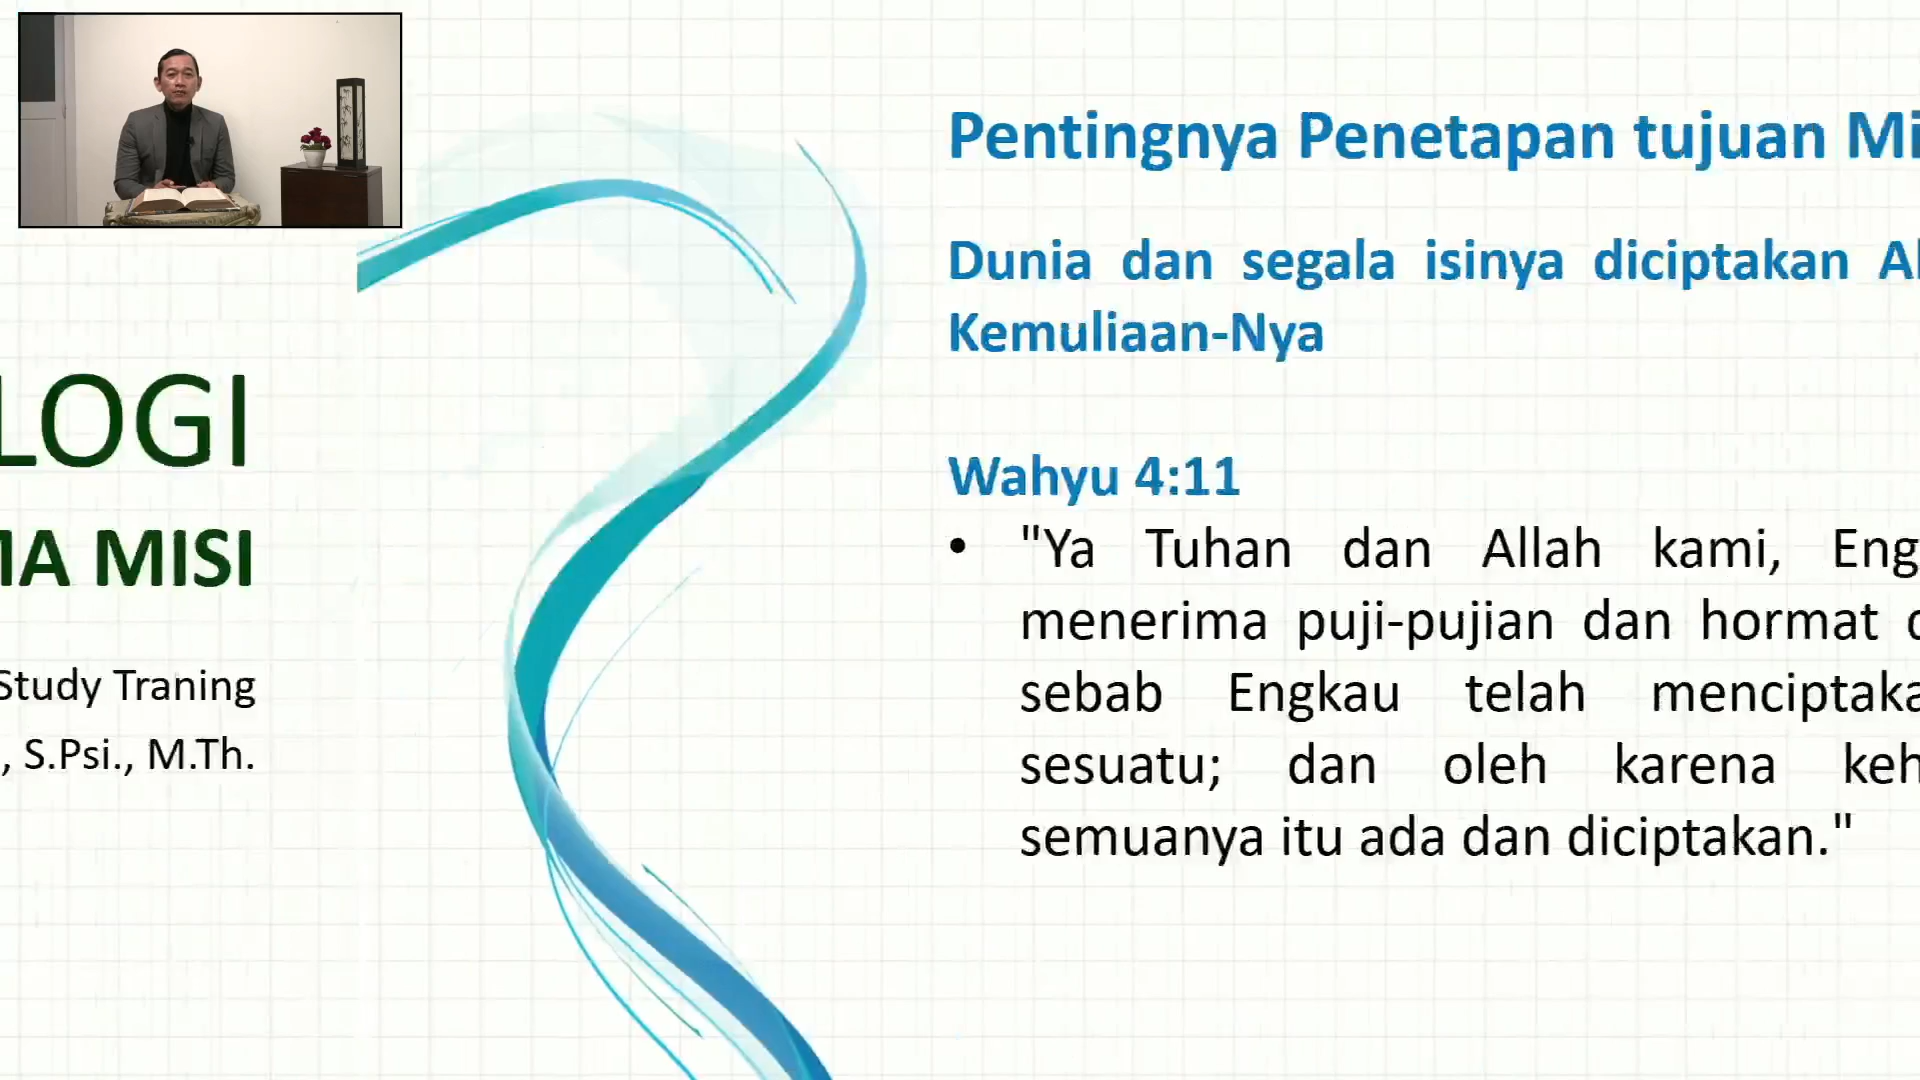 LOGI
MA MISI
Study Traning
, S.Psi., M.Th.
Pentingnya Penetapan tujuan Mi
Dunia dan segala isinya diciptakan Al
Kemuliaan-Nya
Wahyu 4:11
• "Ya Tuhan dan Allah kami, Eng
menerima puji-pujian dan hormat
sebab Engkau telah menciptaka
sesuatu; dan oleh karena keh
semuanya itu ada dan diciptakan."